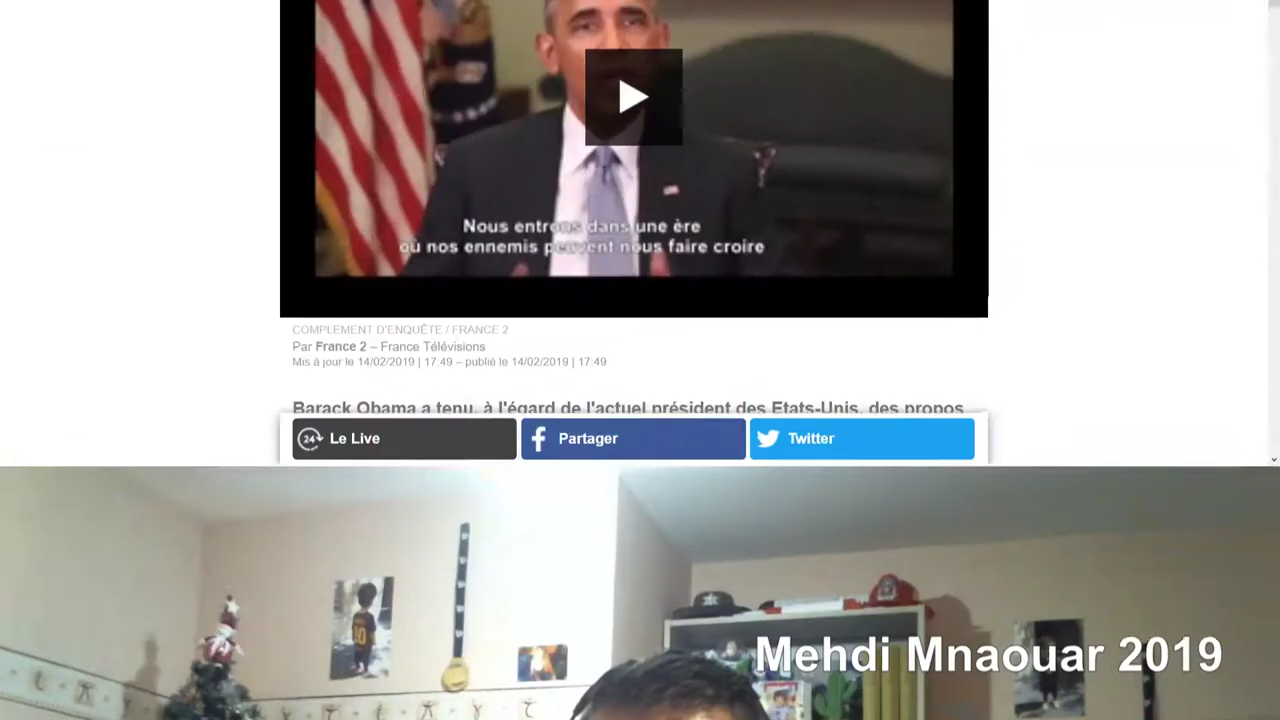 Nous entrons dans une ère
où nos ennemis peuvent nous faire croire
COMPLEMENT D'ENQUÊTE / FRANCE 2
Par France 2 – France Télévisions
Mis à jour le 14/02/2019 | 17:49 – publié le 14/02/2019 | 17:49
Barack Obama a tenu, à l'égard de l'actuel président des Etats-Unis, des propos
24 Le Live
Partager
Twitter
Mehdi Mnaouar 2019
10